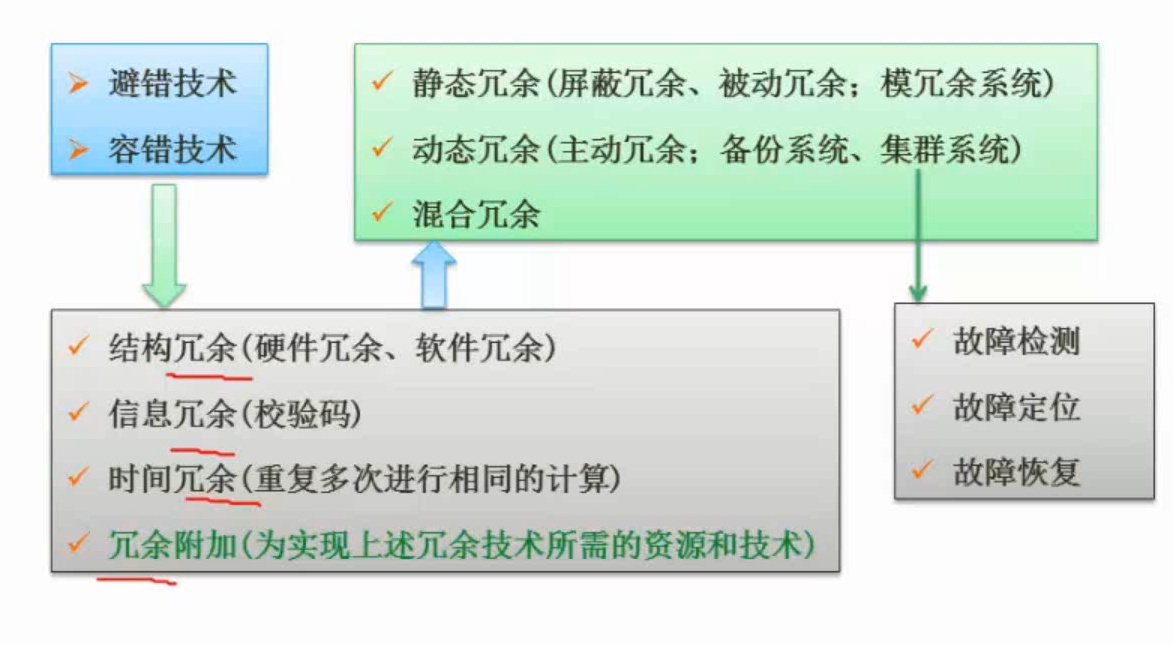 避错技术
容错技术
静态冗余(屏蔽冗余、被动冗余；模冗余系统)
动态冗余(主动冗余；备份系统、集群系统)
混合冗余
结构冗余(硬件冗余、软件冗余)
信息冗余(校验码)
时间冗余(重复多次进行相同的计算)
冗余附加(为实现上述冗余技术所需的资源和技术)
故障检测
故障定位
故障恢复